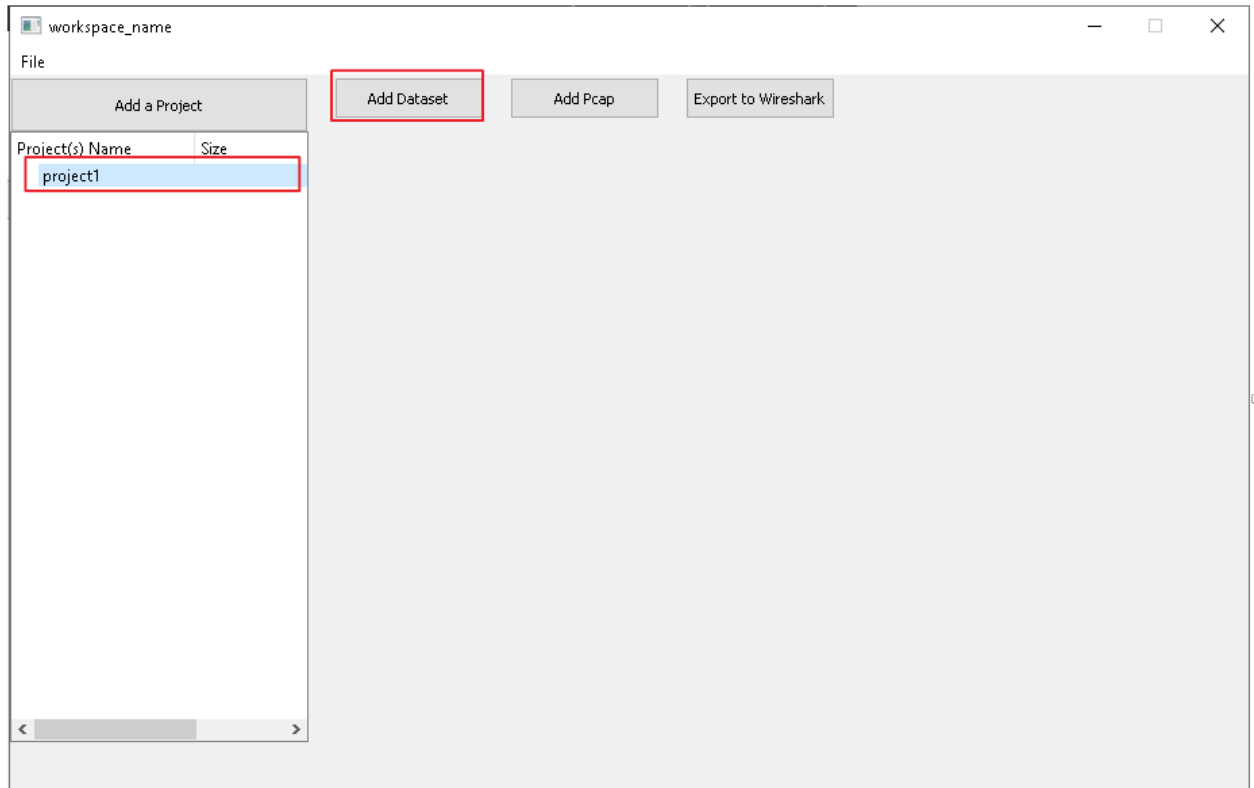 workspace_name
File
Add a Project
Add Dataset
Add Pcap
Export to Wireshark
Project(s) Name Size
project1